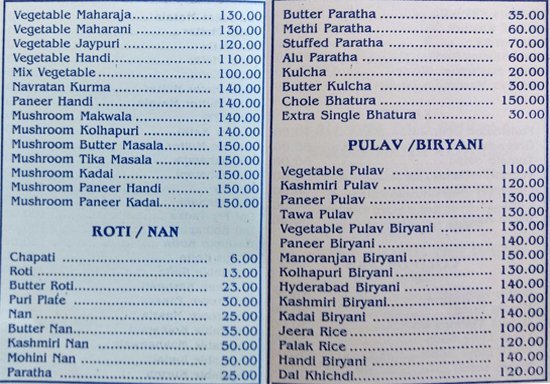 Vegetable Maharaja 130.00
Vegetable Maharani 130.00
Vegetable Jaypuri 120.00
Vegetable Handi 110.00
Mix Vegetable 100.00
Navratan Kurma 140.00
Paneer Handi 140.00
Mushroom Makwala 140.00
Mushroom Kolhapuri 140.00
Mushroom Butter Masala 150.00
Mushroom Tika Masala 150.00
Mushroom Kadai 150.00
Mushroom Paneer Handi 150.00
Mushroom Paneer Kadai 150.00
ROTI / NAN
Chapati 6.00
Roti 13.00
Butter Roti 23.00
Puri Plate 30.00
Nan 25.00
Butter Nan 35.00
Kashmiri Nan 50.00
Mohini Nan 50.00
Paratha 25.00
Butter Paratha 35.00
Methi Paratha 60.00
Stuffed Paratha 70.00
Alu Paratha 60.00
Kulcha 20.00
Butter Kulcha 30.00
Chole Bhatura 150.00
Extra Single Bhatura 30.00
PULAV /BIRYANI
Vegetable Pulav 110.00
Kashmiri Pulav 120.00
Paneer Pulav 130.00
Tawa Pulav 130.00
Vegetable Pulav Biryani 130.00
Paneer Biryani 140.00
Manoranjan Biryani 150.00
Kolhapuri Biryani 130.00
Hyderabad Biryani 140.00
Kashmiri Biryani 140.00
Kadai Biryani 140.00
Jeera Rice 100.00
Palak Rice 120.00
Handi Biryani 140.00
Dal Khichdi 120.00